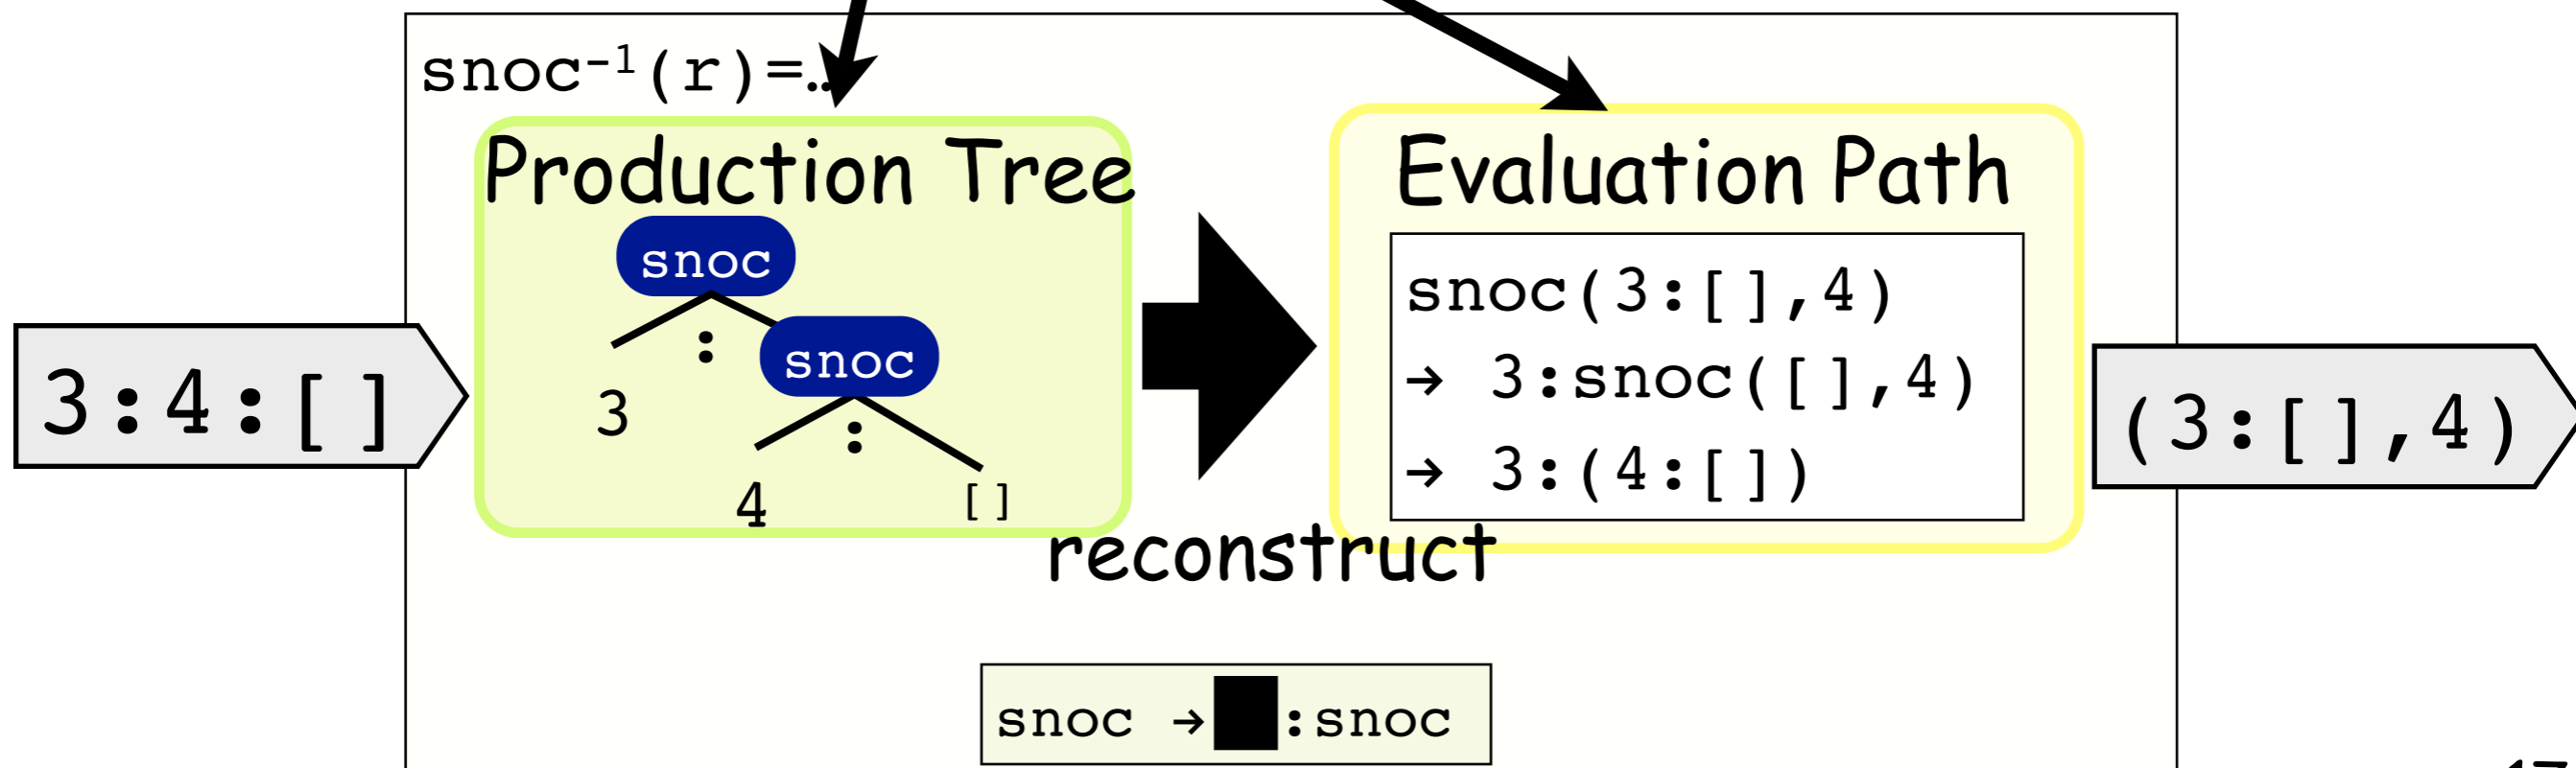 snoc⁻¹(r)=…
Production Tree
snoc
:
snoc
3
:
4
[]
3:4:[]
Evaluation Path
snoc(3:[],4)
→ 3:snoc([],4)
→ 3:(4:[])
(3:[],4)
reconstruct
snoc →■:snoc